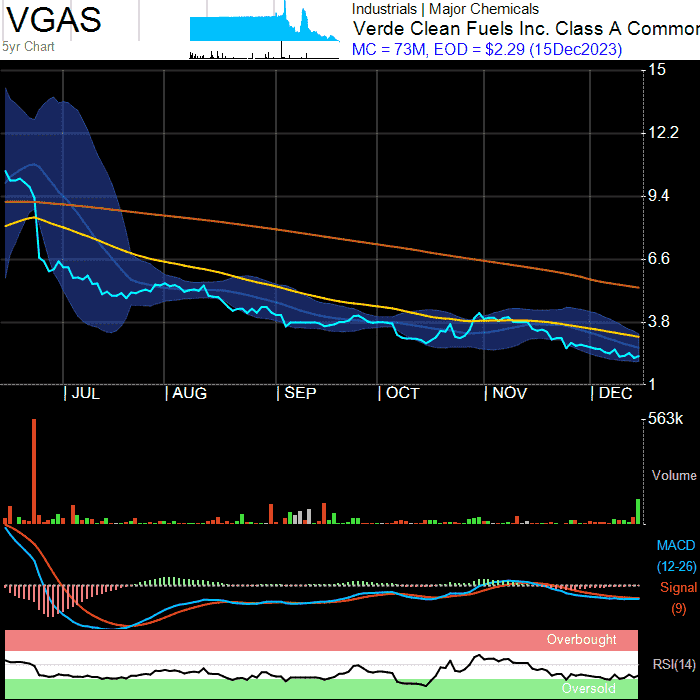 VGAS
5yr Chart
Industrials | Major Chemicals
Verde Clean Fuels Inc. Class A Common
MC = 73M, EOD = $2.29 (15Dec2023)
15
12.2
9.4
6.6
3.8
1
JUL AUG SEP OCT NOV DEC
563k
Volume
MACD
(12-26)
Signal
(9)
Overbought
RSI(14)
Oversold